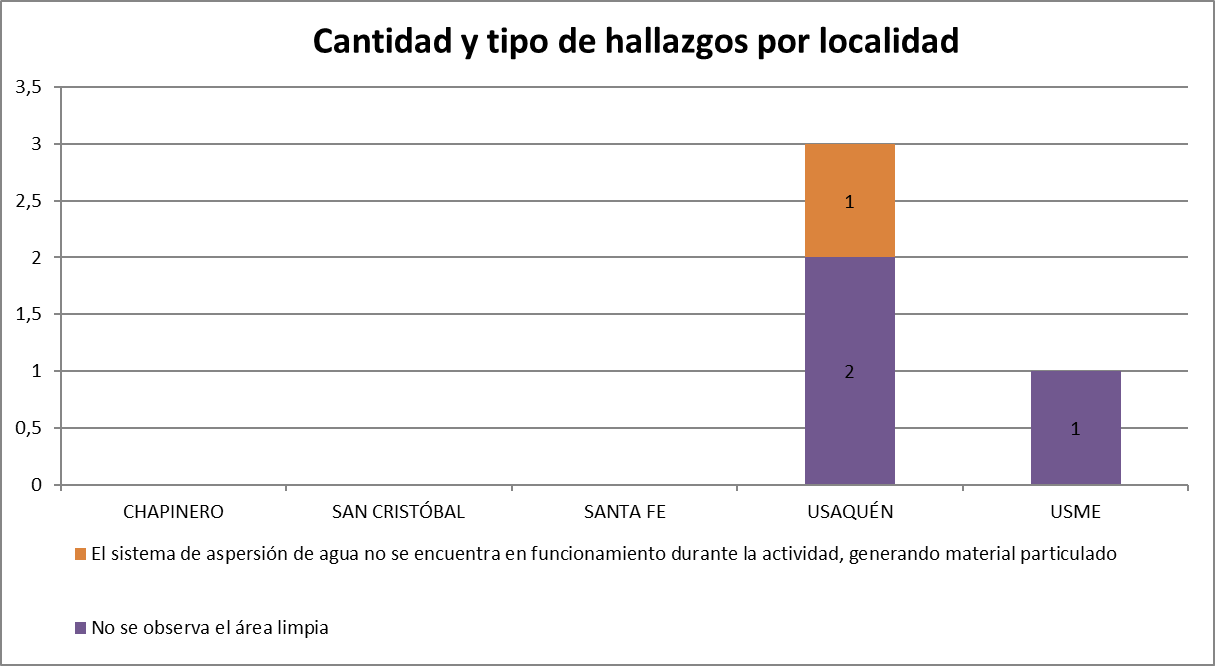 Cantidad y tipo de hallazgos por localidad
3,5
3
2,5
2
1,5
1
0,5
0
1
2
1
CHAPINERO SAN CRISTÓBAL SANTA FE USAQUÉN USME
El sistema de aspersión de agua no se encuentra en funcionamiento durante la actividad, generando material particulado
No se observa el área limpia